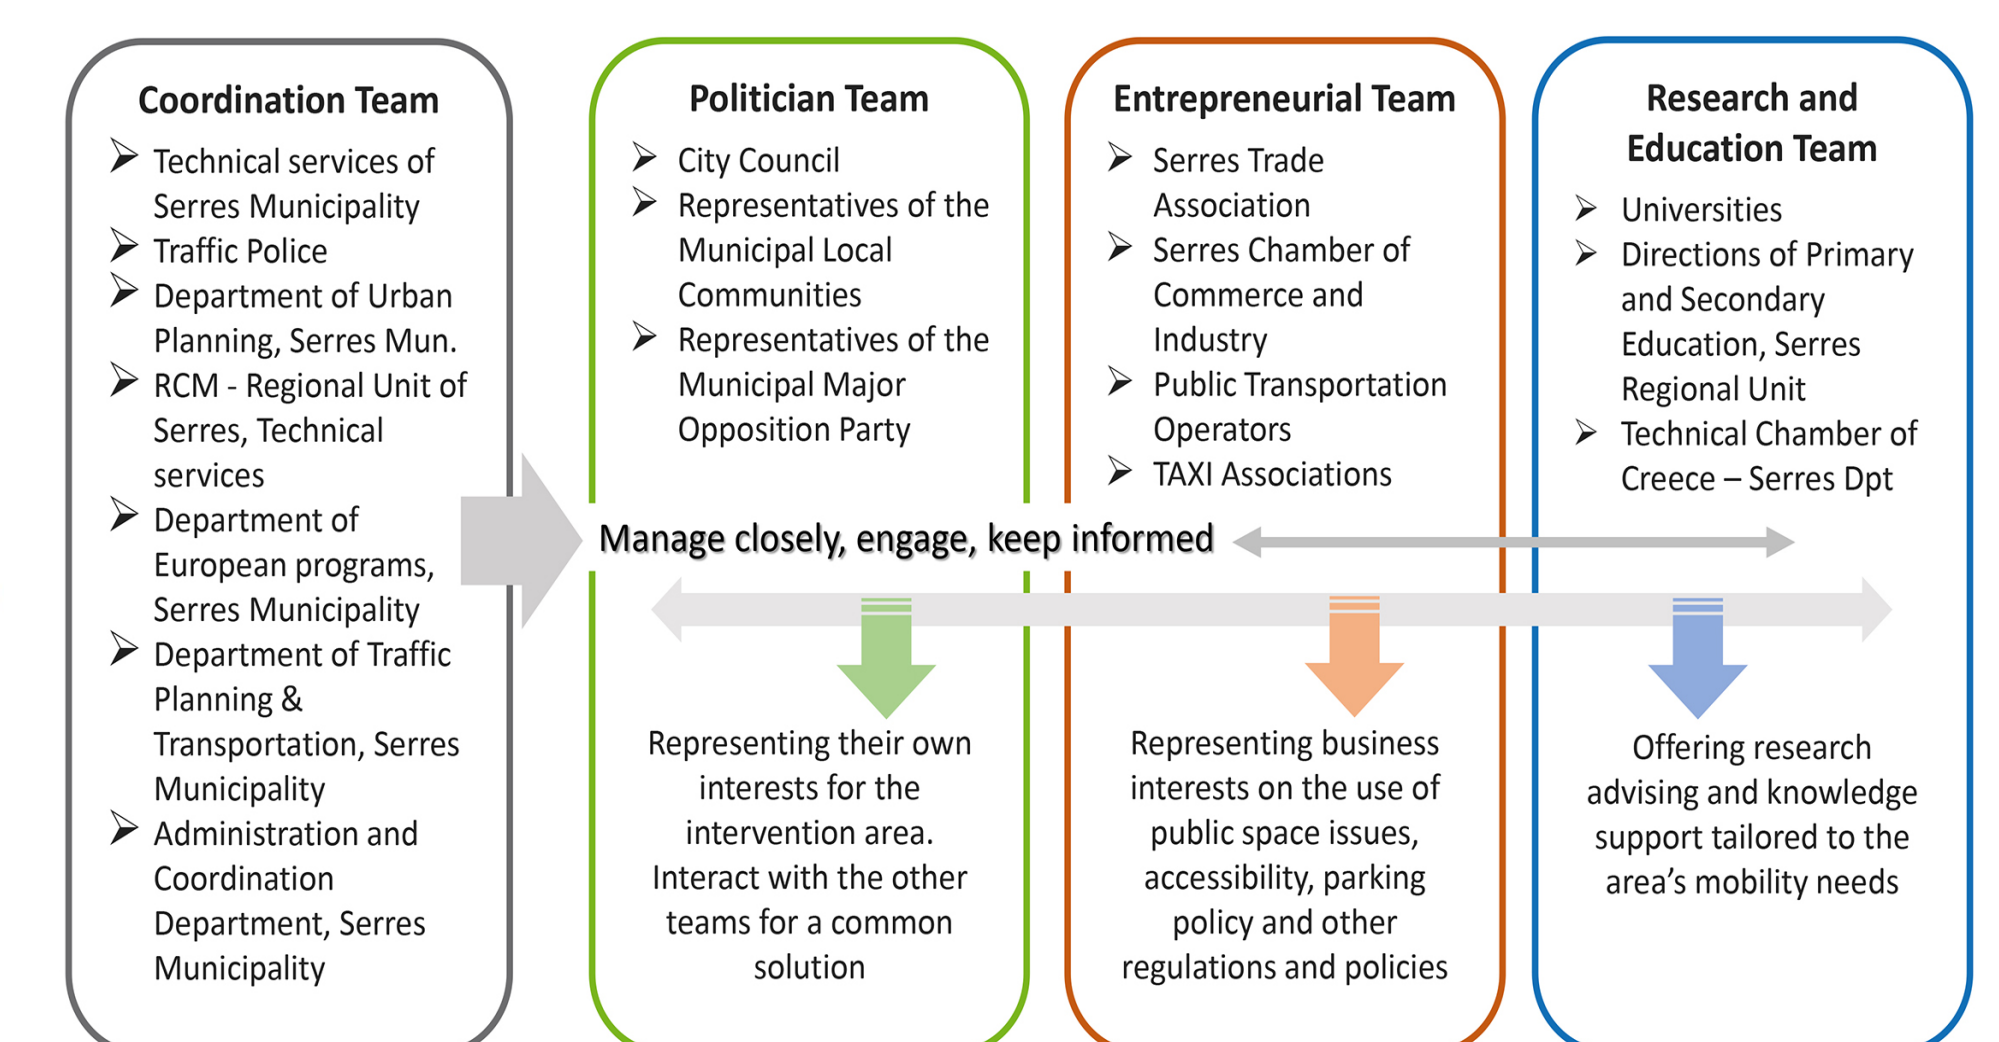 Coordination Team
Technical services of
Serres Municipality
Traffic Police
Department of Urban
Planning, Serres Mun.
RCM - Regional Unit of
Serres, Technical
services
Department of
European programs,
Serres Municipality
Department of Traffic
Planning &
Transportation, Serres
Municipality
Administration and
Coordination
Department, Serres
Municipality
Politician Team
City Council
Representatives of the
Municipal Local
Communities
Representatives of the
Municipal Major
Opposition Party
Entrepreneurial Team
Serres Trade
Association
Serres Chamber of
Commerce and
Industry
Public Transportation
Operators
TAXI Associations
Research and
Education Team
Universities
Directions of Primary
and Secondary
Education, Serres
Regional Unit
Technical Chamber of
Creece – Serres Dpt
Manage closely, engage, keep informed
Representing their own
interests for the
intervention area.
Interact with the other
teams for a common
solution
Representing business
interests on the use of
public space issues,
accessibility, parking
policy and other
regulations and policies
Offering research
advising and knowledge
support tailored to the
area's mobility needs